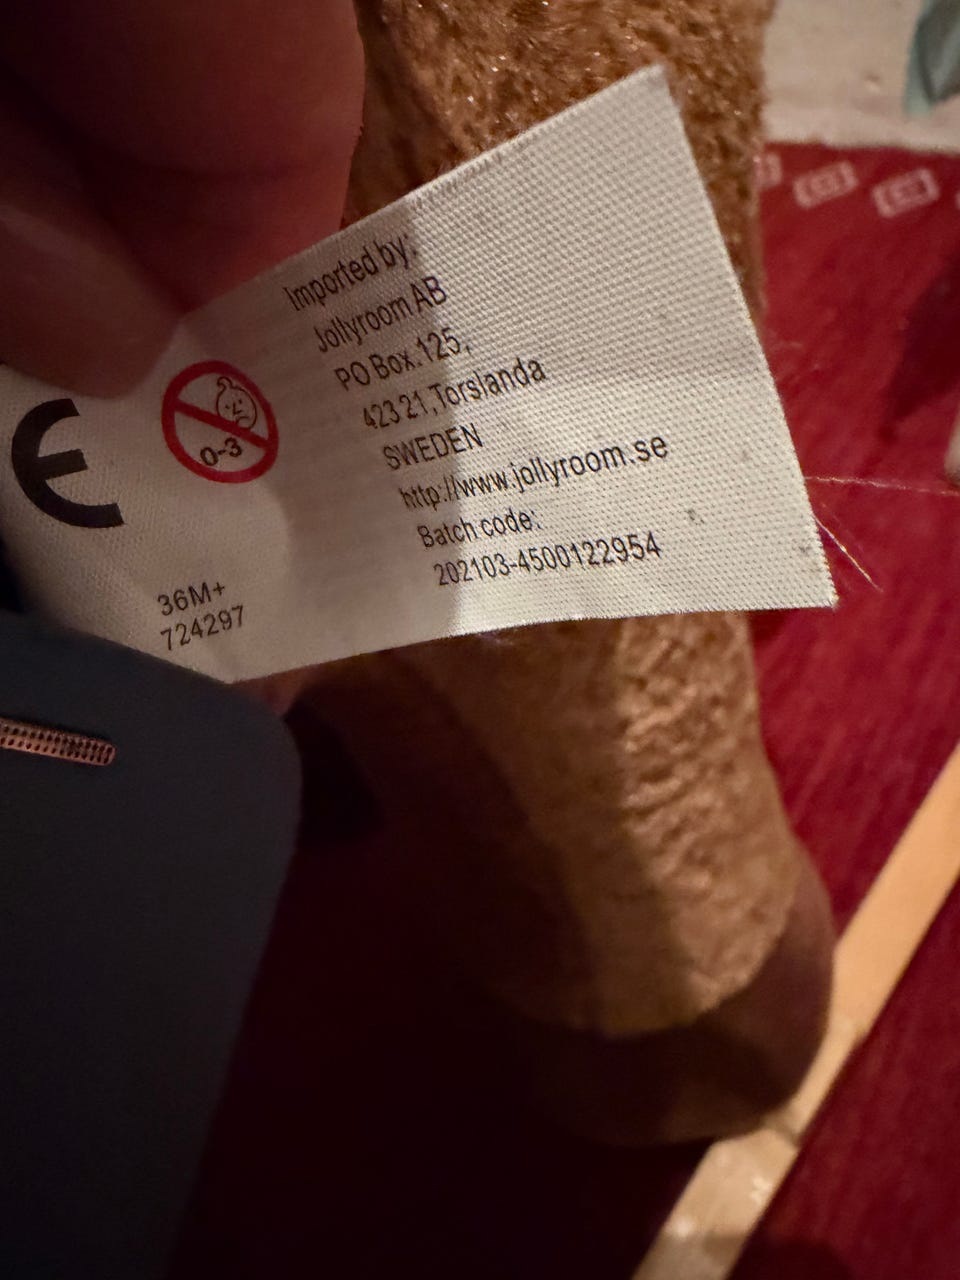 Imported by:
Jollyroom AB
PO Box 125,
423 21, Torslanda
SWEDEN
http://www.jollyroom.se
Batch code:
202103-4500122954
CE
0-3
36M+
724297